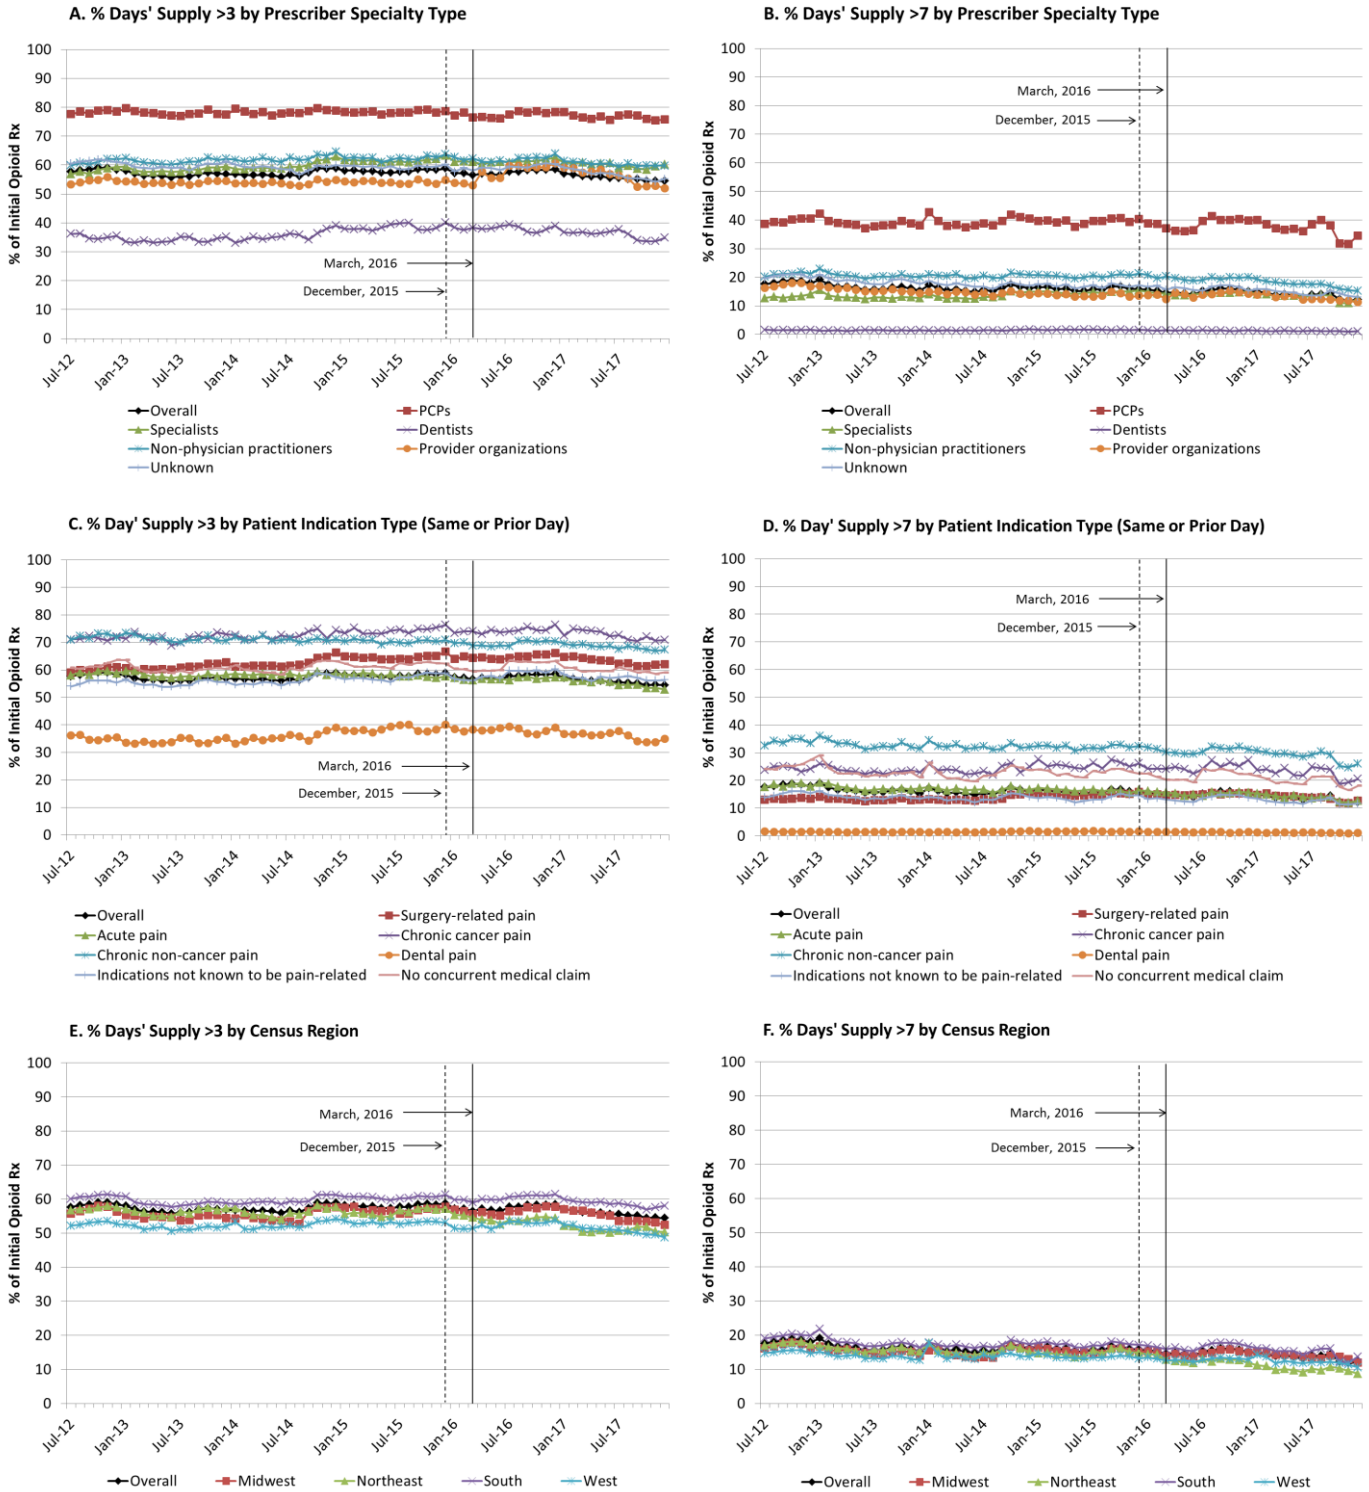 A. % Days' Supply >3 by Prescriber Specialty Type
% of Initial Opioid Rx
100
90
80
70
60
50
40
30
20
10
0
March, 2016
December, 2015
Jul-12 Jan-13 Jul-13 Jan-14 Jul-14 Jan-15 Jul-15 Jan-16 Jul-16 Jan-17 Jul-17
Overall PCPs
Specialists Dentists
Non-physician practitioners Provider organizations
Unknown
B. % Days' Supply >7 by Prescriber Specialty Type
% of Initial Opioid Rx
100
90
80
70
60
50
40
30
20
10
0
March, 2016
December, 2015
Jul-12 Jan-13 Jul-13 Jan-14 Jul-14 Jan-15 Jul-15 Jan-16 Jul-16 Jan-17 Jul-17
Overall PCPs
Specialists Dentists
Non-physician practitioners Provider organizations
Unknown
C. % Day' Supply >3 by Patient Indication Type (Same or Prior Day)
% of Initial Opioid Rx
100
90
80
70
60
50
40
30
20
10
0
March, 2016
December, 2015
Jul-12 Jan-13 Jul-13 Jan-14 Jul-14 Jan-15 Jul-15 Jan-16 Jul-16 Jan-17 Jul-17
Overall Surgery-related pain
Acute pain Chronic cancer pain
Chronic non-cancer pain Dental pain
Indications not known to be pain-related No concurrent medical claim
D. % Day' Supply >7 by Patient Indication Type (Same or Prior Day)
% of Initial Opioid Rx
100
90
80
70
60
50
40
30
20
10
0
March, 2016
December, 2015
Jul-12 Jan-13 Jul-13 Jan-14 Jul-14 Jan-15 Jul-15 Jan-16 Jul-16 Jan-17 Jul-17
Overall Surgery-related pain
Acute pain Chronic cancer pain
Chronic non-cancer pain Dental pain
Indications not known to be pain-related No concurrent medical claim
E. % Days' Supply >3 by Census Region
% of Initial Opioid Rx
100
90
80
70
60
50
40
30
20
10
0
March, 2016
December, 2015
Jul-12 Jan-13 Jul-13 Jan-14 Jul-14 Jan-15 Jul-15 Jan-16 Jul-16 Jan-17 Jul-17
Overall Midwest Northeast South West
F. % Days' Supply >7 by Census Region
% of Initial Opioid Rx
100
90
80
70
60
50
40
30
20
10
0
March, 2016
December, 2015
Jul-12 Jan-13 Jul-13 Jan-14 Jul-14 Jan-15 Jul-15 Jan-16 Jul-16 Jan-17 Jul-17
Overall Midwest Northeast South West